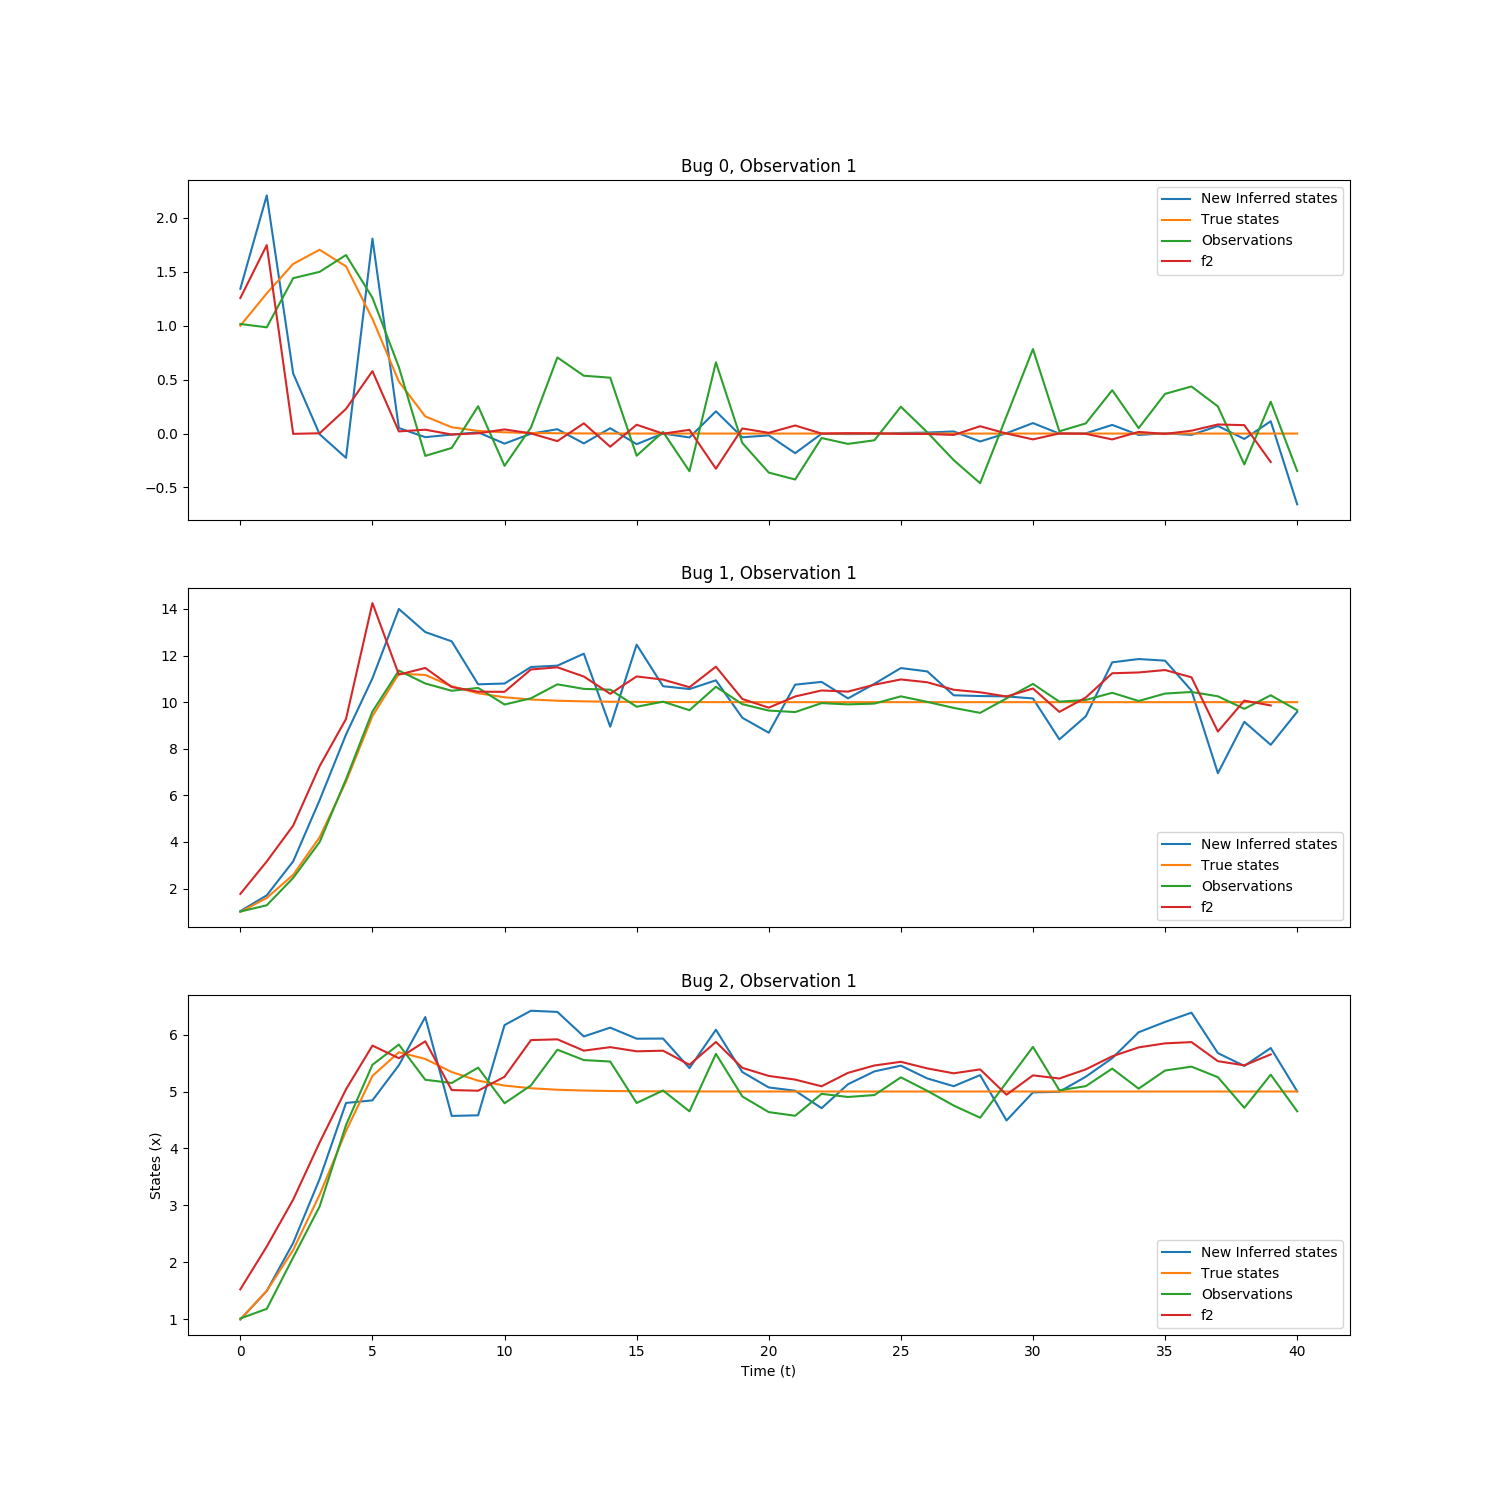 Bug 0, Observation 1
2.0
1.5
1.0
0.5
0.0
−0.5
New Inferred states
True states
Observations
f2
Bug 1, Observation 1
14
12
10
8
6
4
2
New Inferred states
True states
Observations
f2
Bug 2, Observation 1
6
5
4
3
2
1
States (x)
New Inferred states
True states
Observations
f2
0 5 10 15 20 25 30 35 40
Time (t)